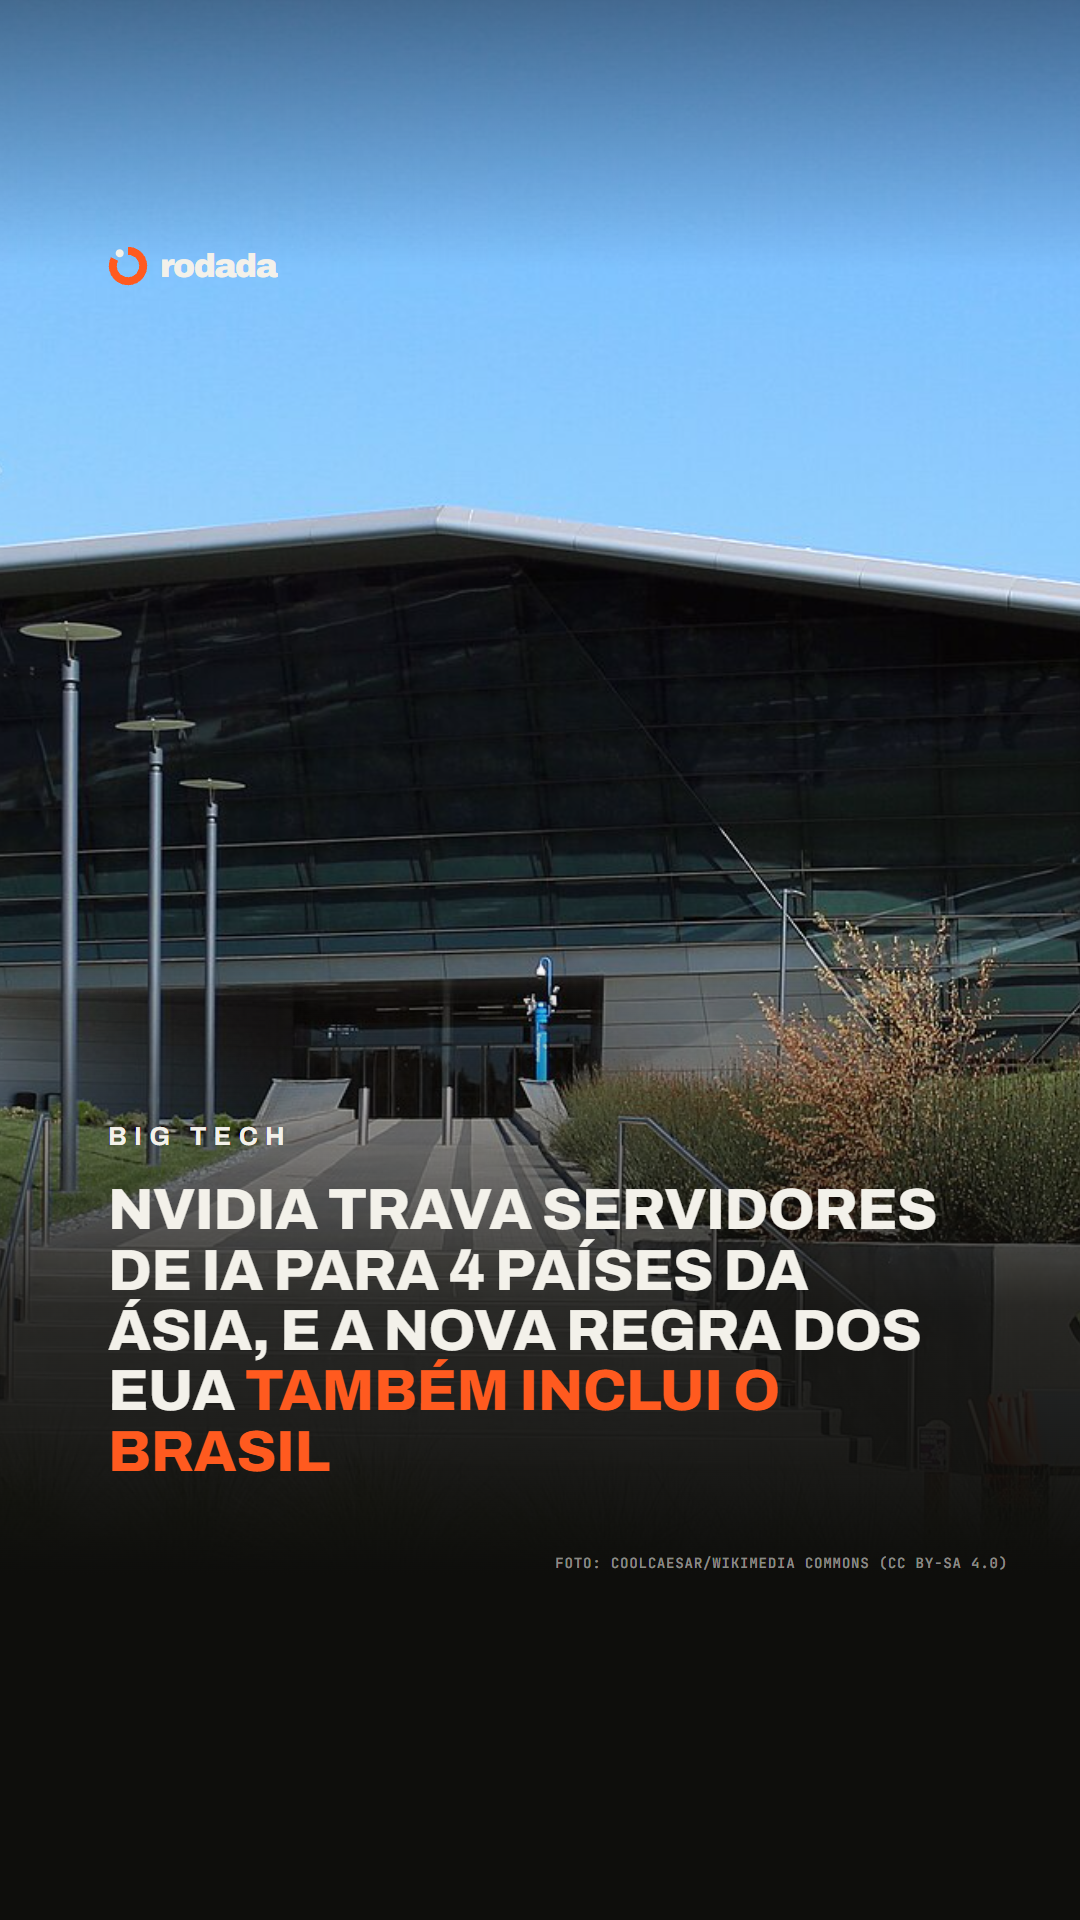 rodada
BIG TECH
NVIDIA TRAVA SERVIDORES
DE IA PARA 4 PAÍSES DA
ÁSIA, E A NOVA REGRA DOS
EUA TAMBÉM INCLUI O
BRASIL
FOTO: COOLCAESAR/WIKIMEDIA COMMONS (CC BY-SA 4.0)